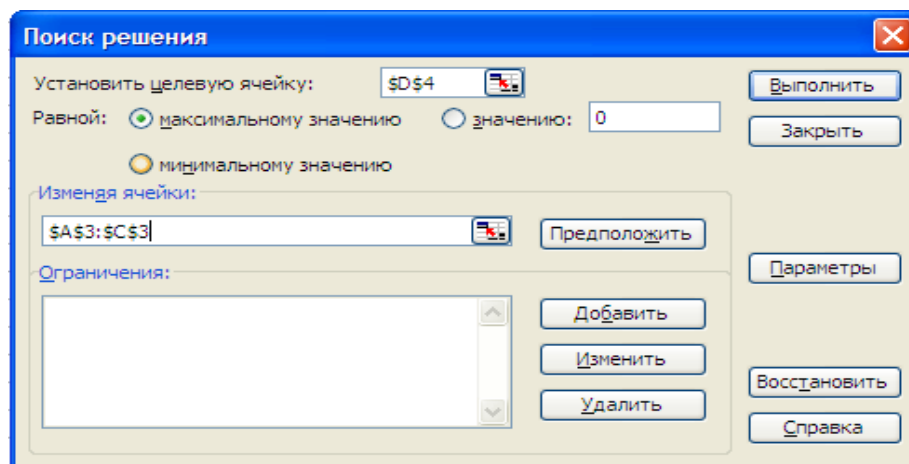 Поиск решения
Установить целевую ячейку: $D$4
Выполнить
Равной: максимальному значению значению: 0
Закрыть
минимальному значению
Изменяя ячейки:
$A$3:$C$3
Предположить
Ограничения:
Параметры
Добавить
Изменить
Удалить
Восстановить
Справка